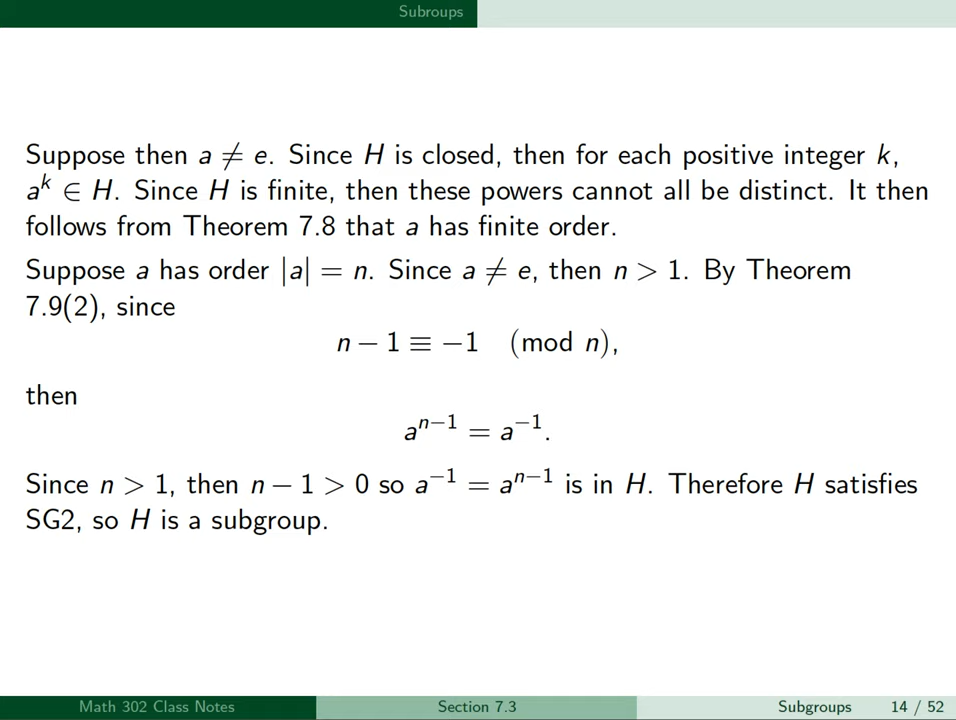 Subroups
Suppose then a ≠ e. Since H is closed, then for each positive integer k,
a^k ∈ H. Since H is finite, then these powers cannot all be distinct. It then
follows from Theorem 7.8 that a has finite order.
Suppose a has order |a| = n. Since a ≠ e, then n > 1. By Theorem
7.9(2), since
n − 1 ≡ −1 (mod n),
then
a^{n−1} = a^{−1}.
Since n > 1, then n − 1 > 0 so a^{−1} = a^{n−1} is in H. Therefore H satisfies
SG2, so H is a subgroup.
Math 302 Class Notes Section 7.3 Subgroups 14 / 52